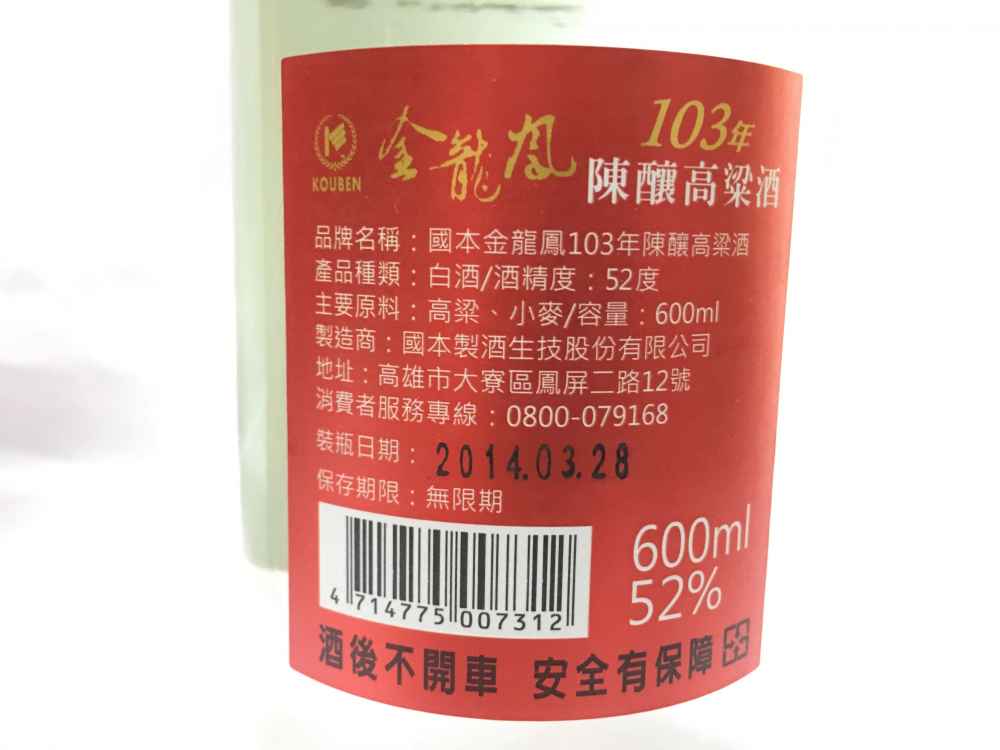 KOUBEN
金龍鳳
103年
陳釀高粱酒
品牌名稱：國本金龍鳳103年陳釀高粱酒
產品種類：白酒/酒精度：52度
主要原料：高粱、小麥/容量：600ml
製造商：國本製酒生技股份有限公司
地址：高雄市大寮區鳳屏二路12號
消費者服務專線：0800-079168
裝瓶日期：2014.03.28
保存期限：無限期
4 714775 007312
600ml
52%
酒後不開車 安全有保障